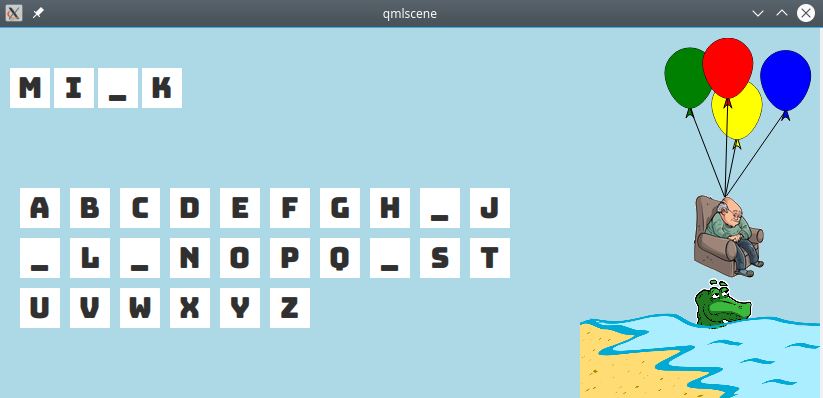 qmlscene
M I _ K
A B C D E F G H _ J
_ L _ N O P Q _ S T
U V W X Y Z